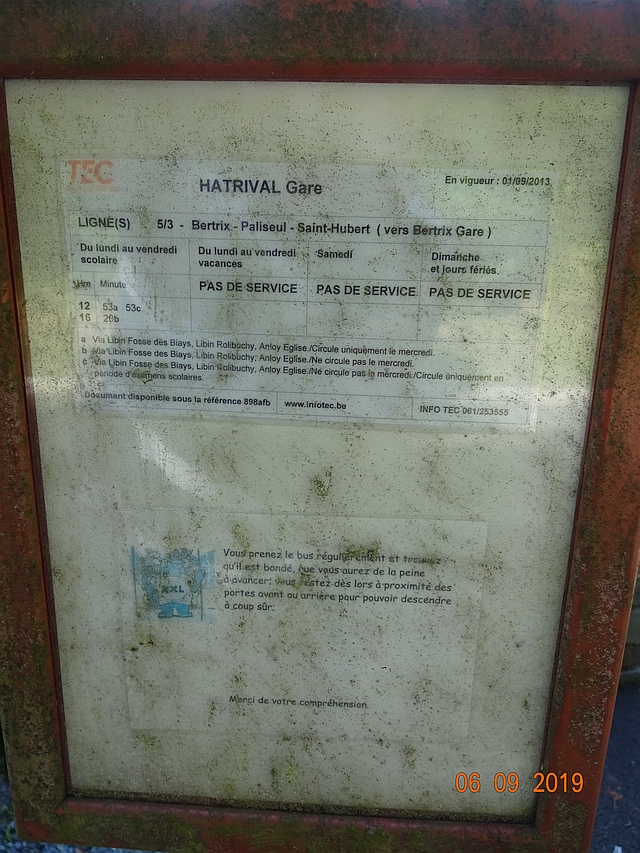 TEC
HATRIVAL Gare
En vigueur : 01/09/2013
LIGNE(S) 5/3 - Bertrix - Paliseul - Saint-Hubert ( vers Bertrix Gare )
Du lundi au vendredi scolaire
Du lundi au vendredi vacances
Samedi
Dimanche et jours fériés
Minute
PAS DE SERVICE PAS DE SERVICE PAS DE SERVICE
12 53a 53c
16 28b
a Via Libin Fosse des Biays, Libin Rolibuchy, Anloy Eglise./Circule uniquement le mercredi.
b Via Libin Fosse des Biays, Libin Rolibuchy, Anloy Eglise./Ne circule pas le mercredi.
c Via Libin Fosse des Biays, Libin Rolibuchy, Anloy Eglise./Ne circule pas le mercredi./Circule uniquement en
période d'examens scolaires.
Document disponible sous la référence 898afb www.infotec.be INFO TEC 061/253555
XXL
Vous prenez le bus régulièrement et trouvez
qu'il est bondé, que vous aurez de la peine
à avancer; vous restez dès lors à proximité des
portes avant ou arrière pour pouvoir descendre
à coup sûr.
Merci de votre compréhension.
06 09 2019